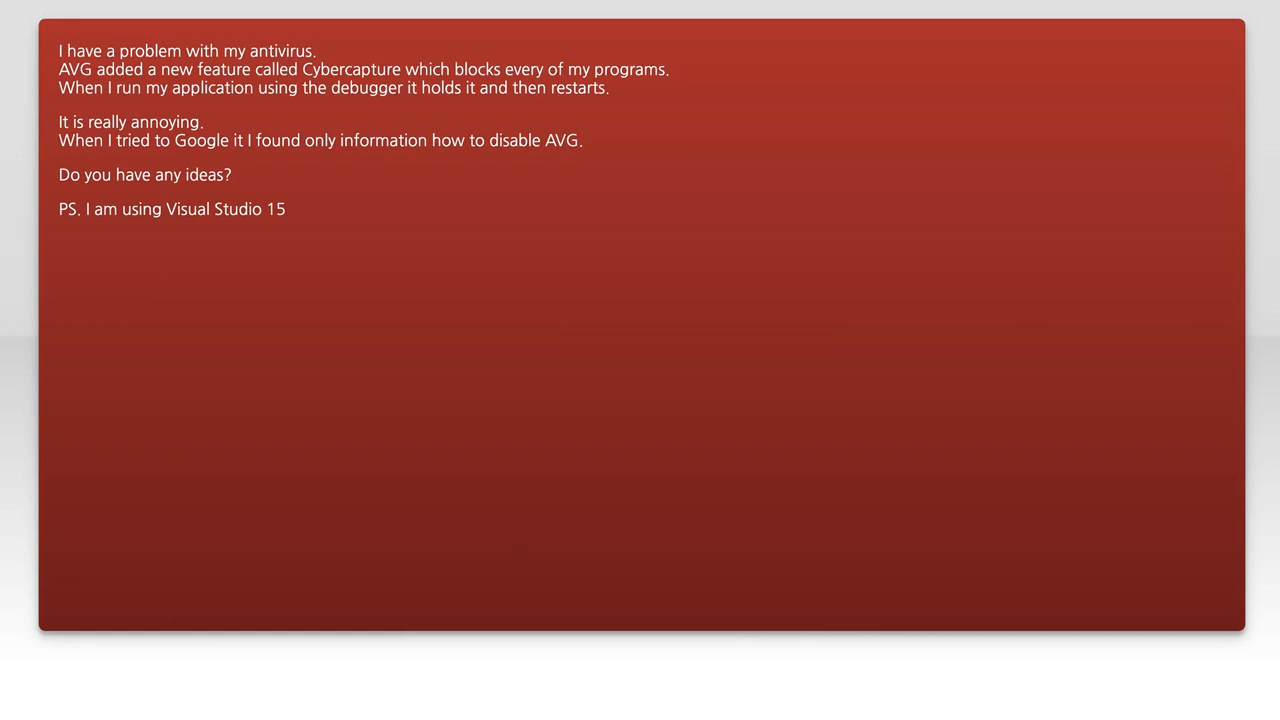 I have a problem with my antivirus.
AVG added a new feature called Cybercapture which blocks every of my programs.
When I run my application using the debugger it holds it and then restarts.
It is really annoying.
When I tried to Google it I found only information how to disable AVG.
Do you have any ideas?
PS. I am using Visual Studio 15